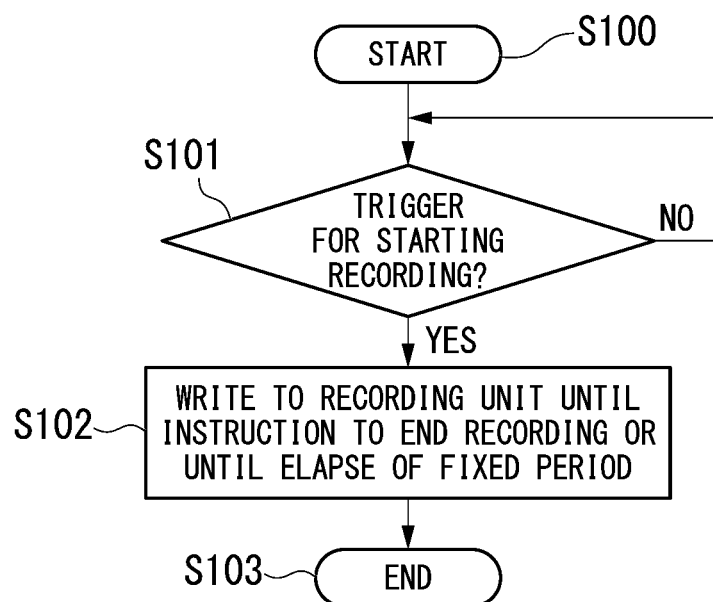 START
S100
S101
TRIGGER
FOR STARTING
RECORDING?
NO
YES
S102
WRITE TO RECORDING UNIT UNTIL
INSTRUCTION TO END RECORDING OR
UNTIL ELAPSE OF FIXED PERIOD
S103
END